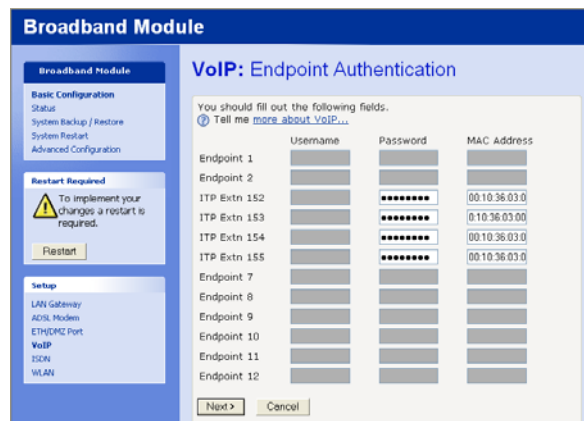 Broadband Module
Broadband Module
Basic Configuration
Status
System Backup / Restore
System Restart
Advanced Configuration
Restart Required
To implement your
changes a restart is
required.
Restart
Setup
LAN Gateway
ADSL Modem
ETH/DMZ Port
VoIP
ISDN
WLAN
VoIP: Endpoint Authentication
You should fill out the following fields.
Tell me more about VoIP...
Username Password MAC Address
Endpoint 1
Endpoint 2
ITP Extn 152 •••••••• 00:10:36:03:0
ITP Extn 153 •••••••• 0:10:36:03:00
ITP Extn 154 •••••••• 00:10:36:03:0
ITP Extn 155 •••••••• 00:10:36:03:0
Endpoint 7
Endpoint 8
Endpoint 9
Endpoint 10
Endpoint 11
Endpoint 12
Next > Cancel